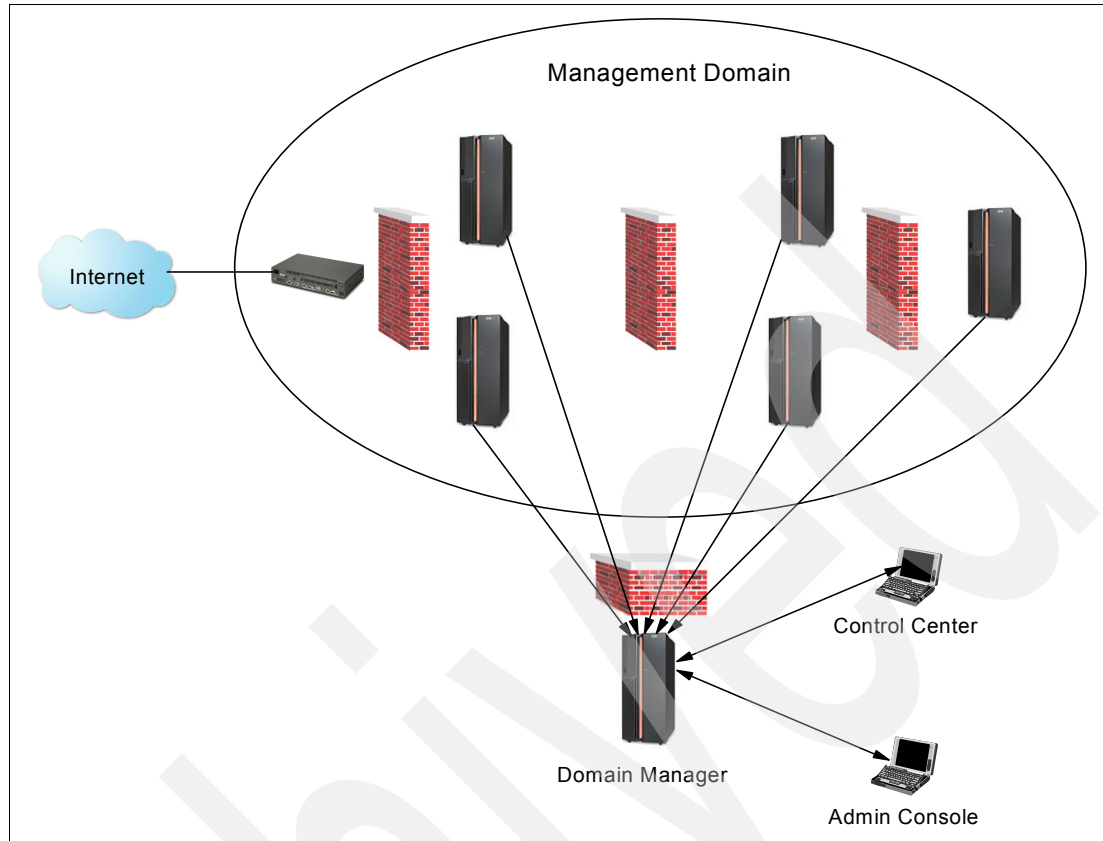 Management Domain
Internet
Control Center
Domain Manager
Admin Console